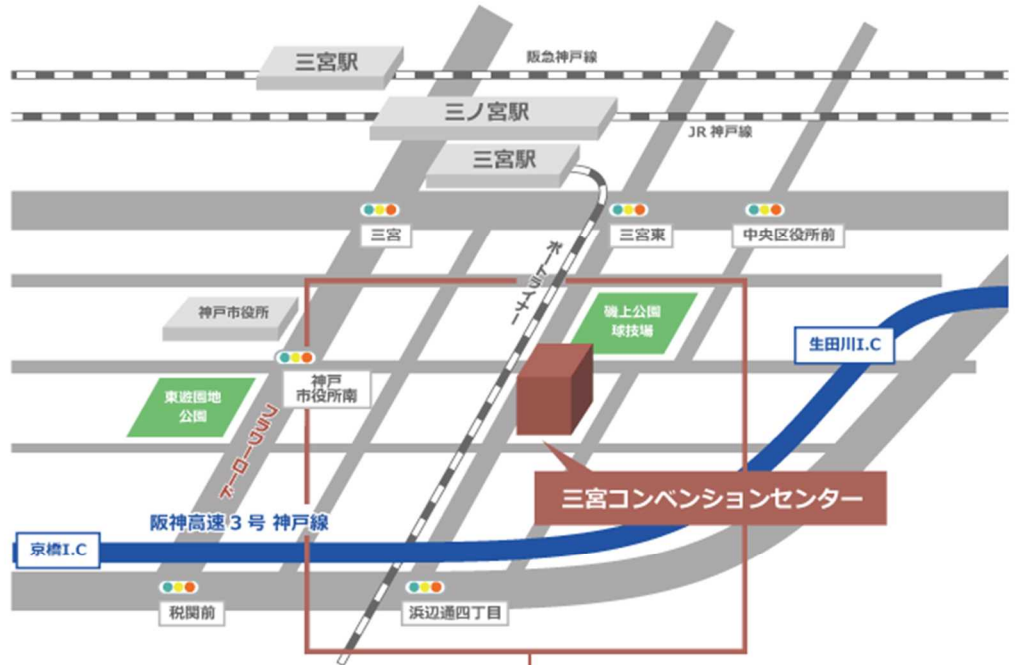 三宮駅
阪急神戸線
三ノ宮駅
JR 神戸線
三宮駅
三宮
三宮東
中央区役所前
ポートライナー
神戸市役所
磯上公園
球技場
生田川I.C
神戸
市役所南
東遊園地
公園
フラワーロード
三宮コンベンションセンター
阪神高速 3 号 神戸線
京橋I.C
税関前
浜辺通四丁目